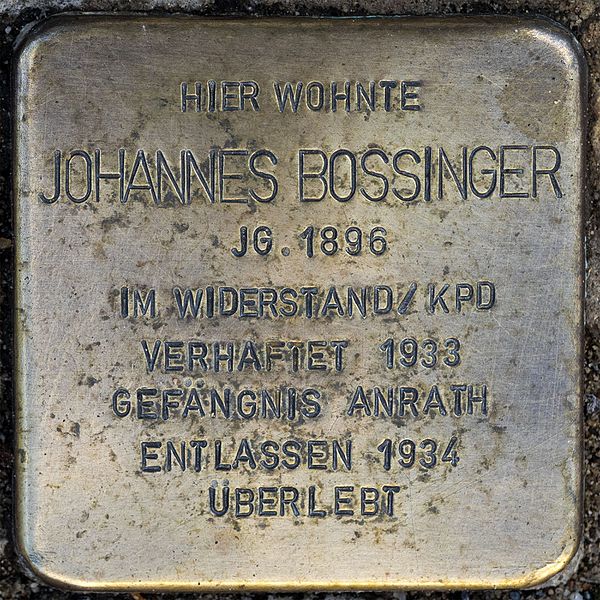 HIER WOHNTE
JOHANNES BOSSINGER
JG. 1896
IM WIDERSTAND/KPD
VERHAFTET 1933
GEFÄNGNIS ANRATH
ENTLASSEN 1934
ÜBERLEBT